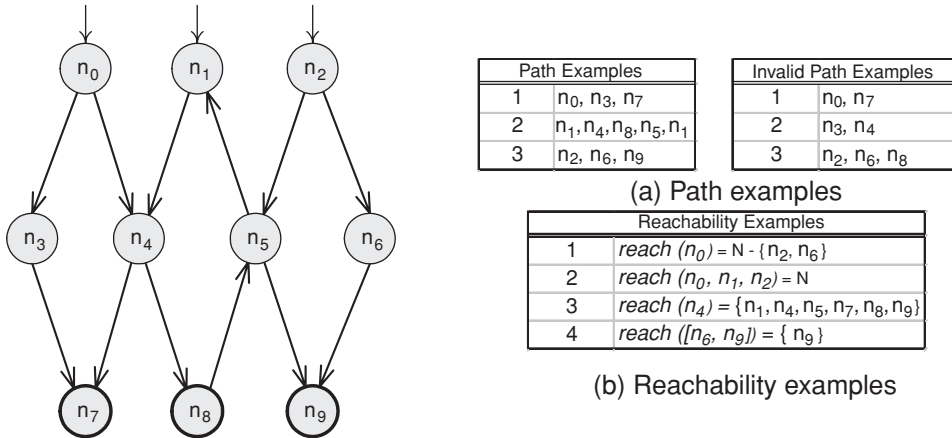 n0 n1 n2
n3 n4 n5 n6
n7 n8 n9
Path Examples
1 n0, n3, n7
2 n1, n4, n8, n5, n1
3 n2, n6, n9
Invalid Path Examples
1 n0, n7
2 n3, n4
3 n2, n6, n8
(a) Path examples
Reachability Examples
1 reach (n0) = N - {n2, n6}
2 reach (n0, n1, n2) = N
3 reach (n4) = {n1, n4, n5, n7, n8, n9}
4 reach ([n6, n9]) = { n9 }
(b) Reachability examples